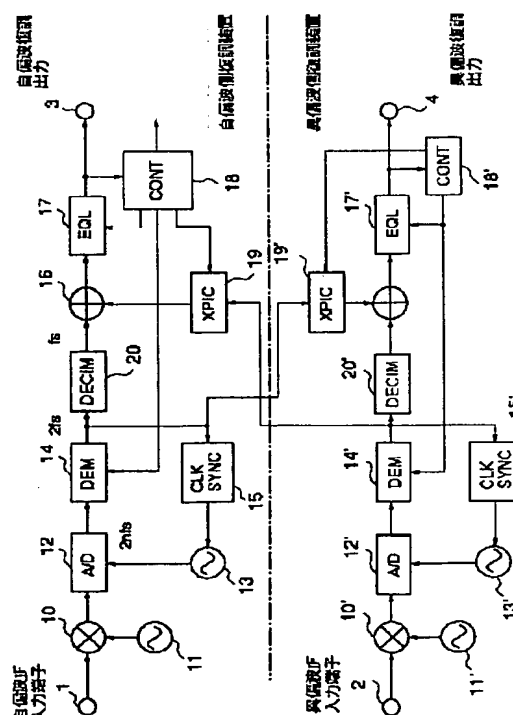 自偏波復調
出力
3
自偏波側復調装置
異偏波側復調装置
異偏波復調
出力
4
17
EQL
CONT
18
16
fs
19
XPIC
DECIM
20
2fs
14
DEM
CLK
SYNC
15
12
A/D
2nfs
13
10
11
1
自偏波IF
入力端子
17'
EQL
CONT
18'
19'
XPIC
20'
DECIM
14'
DEM
15'
CLK
SYNC
12'
A/D
13'
10'
11'
2
異偏波IF
入力端子